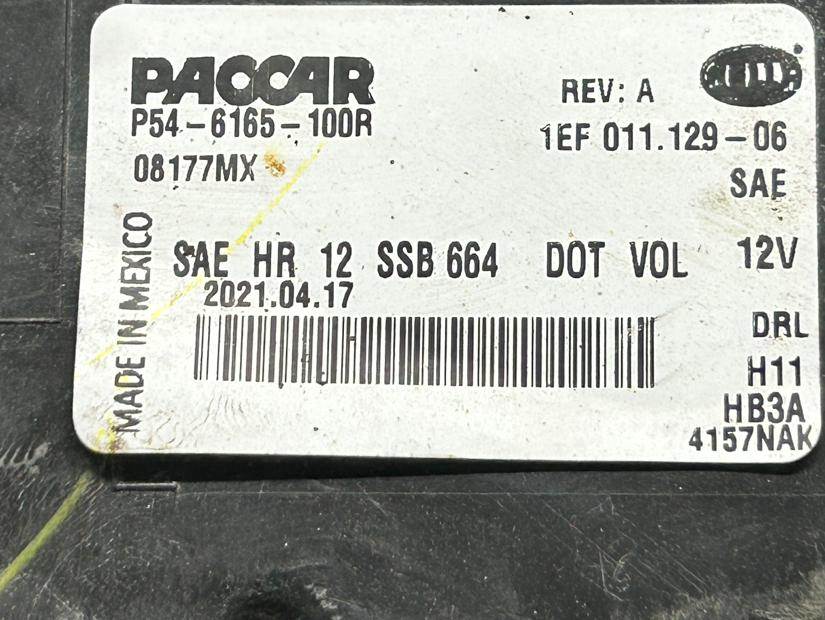 PACCAR
P54-6165-100R
08177MX
REV: A
HELLA
1EF 011.129-06
SAE
MADE IN MEXICO
SAE HR 12 SSB 664 DOT VOL 12V
2021.04.17
DRL
H11
HB3A
4157NAK